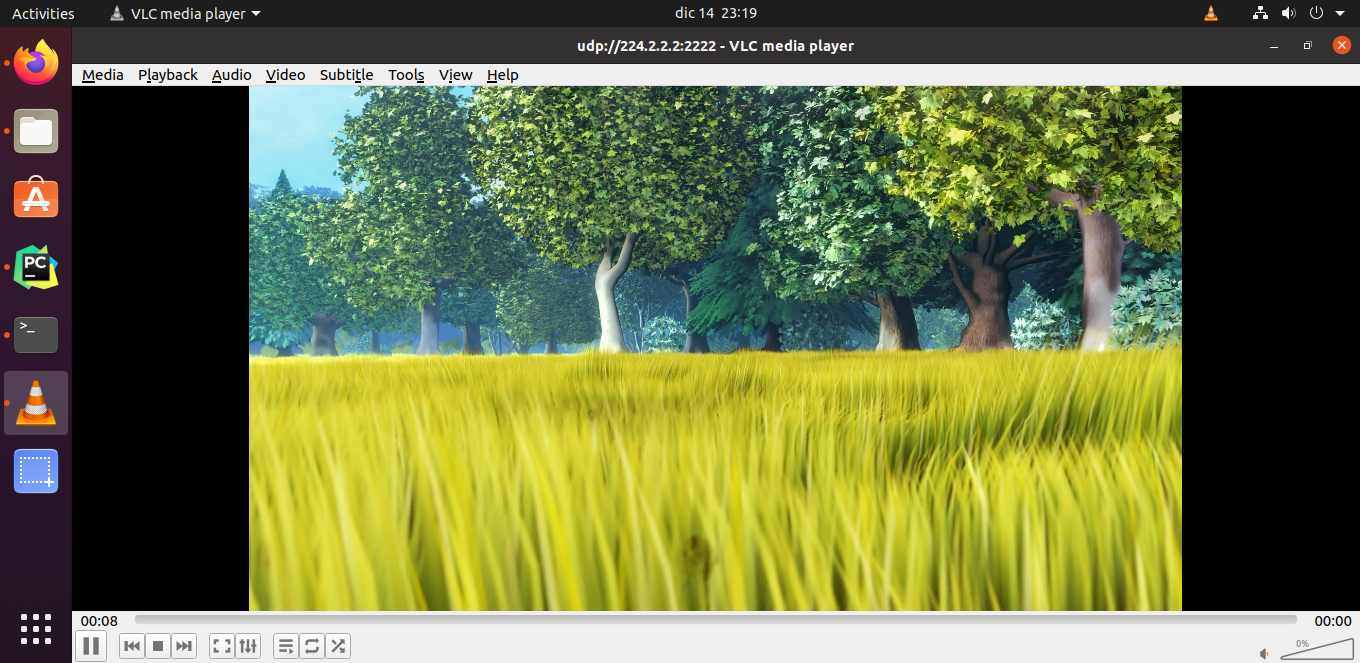 Activities VLC media player dic 14 23:19
udp://224.2.2.2:2222 - VLC media player
Media Playback Audio Video Subtitle Tools View Help
PC
>_
00:08 00:00
0%